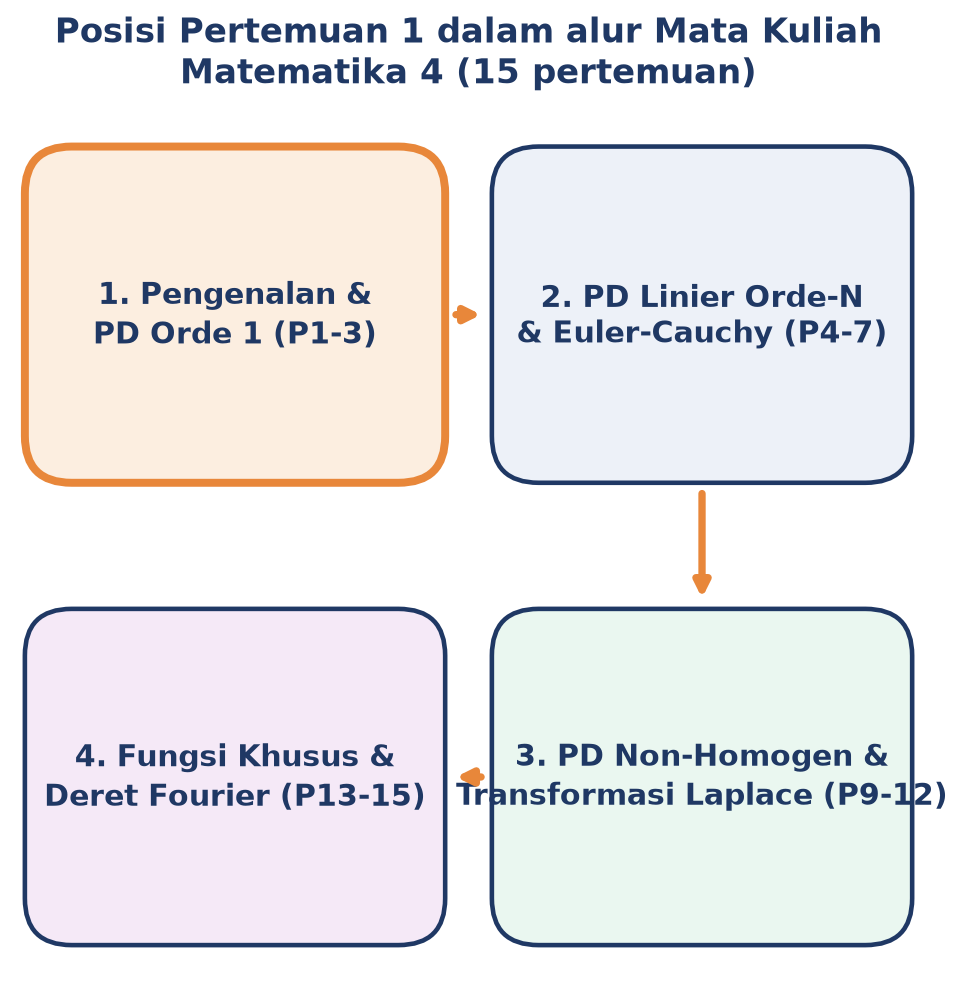 Posisi Pertemuan 1 dalam alur Mata Kuliah
Matematika 4 (15 pertemuan)
1. Pengenalan &
PD Orde 1 (P1-3)
2. PD Linier Orde-N
& Euler-Cauchy (P4-7)
4. Fungsi Khusus &
Deret Fourier (P13-15)
3. PD Non-Homogen &
Transformasi Laplace (P9-12)